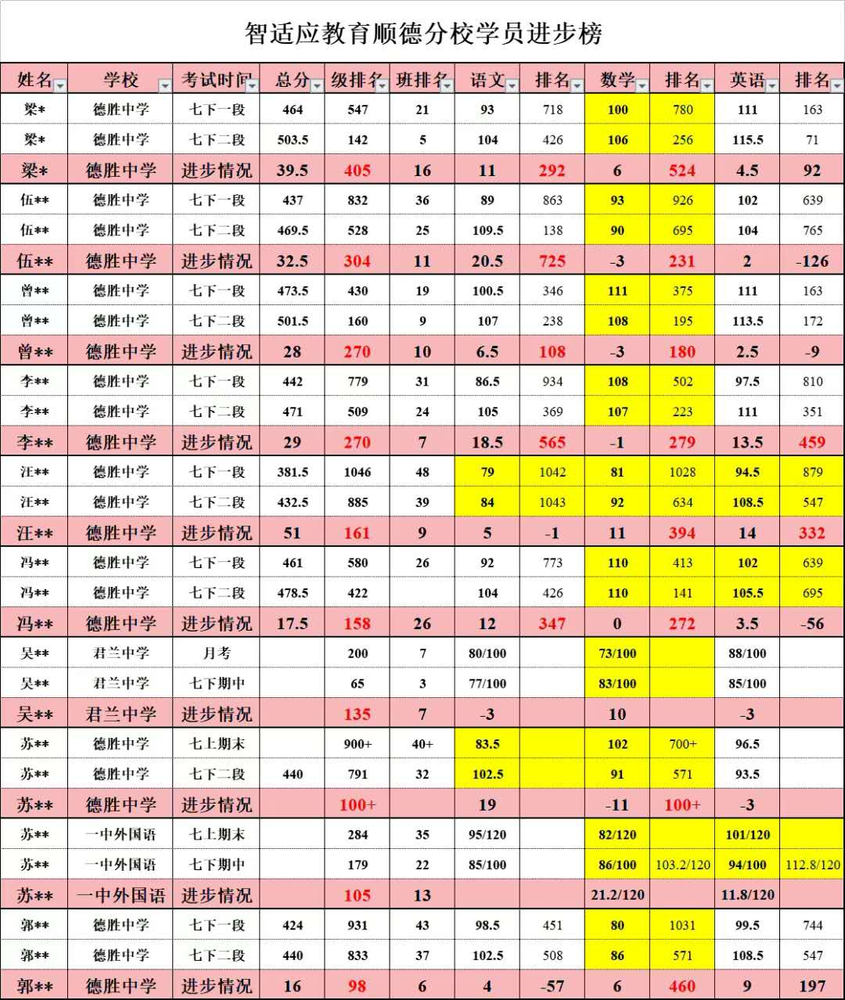 智适应教育顺德分校学员进步榜
姓名 学校 考试时间 总分 级排名 班排名 语文 排名 数学 排名 英语 排名
梁* 德胜中学 七下一段 464 547 21 93 718 100 780 111 163
梁* 德胜中学 七下二段 503.5 142 5 104 426 106 256 115.5 71
梁* 德胜中学 进步情况 39.5 405 16 11 292 6 524 4.5 92
伍** 德胜中学 七下一段 437 832 36 89 863 93 926 102 639
伍** 德胜中学 七下二段 469.5 528 25 109.5 138 90 695 104 765
伍** 德胜中学 进步情况 32.5 304 11 20.5 725 -3 231 2 -126
曾** 德胜中学 七下一段 473.5 430 19 100.5 346 111 375 111 163
曾** 德胜中学 七下二段 501.5 160 9 107 238 108 195 113.5 172
曾** 德胜中学 进步情况 28 270 10 6.5 108 -3 180 2.5 -9
李** 德胜中学 七下一段 442 779 31 86.5 934 108 502 97.5 810
李** 德胜中学 七下二段 471 509 24 105 369 107 223 111 351
李** 德胜中学 进步情况 29 270 7 18.5 565 -1 279 13.5 459
汪** 德胜中学 七下一段 381.5 1046 48 79 1042 81 1028 94.5 879
汪** 德胜中学 七下二段 432.5 885 39 84 1043 92 634 108.5 547
汪** 德胜中学 进步情况 51 161 9 5 -1 11 394 14 332
冯** 德胜中学 七下一段 461 580 26 92 773 110 413 102 639
冯** 德胜中学 七下二段 478.5 422 104 426 110 141 105.5 695
冯** 德胜中学 进步情况 17.5 158 26 12 347 0 272 3.5 -56
吴** 君兰中学 月考 200 7 80/100 73/100 88/100
吴** 君兰中学 七下期中 65 3 77/100 83/100 85/100
吴** 君兰中学 进步情况 135 7 -3 10 -3
苏** 德胜中学 七上期末 900+ 40+ 83.5 102 700+ 96.5
苏** 德胜中学 七下二段 440 791 32 102.5 91 571 93.5
苏** 德胜中学 进步情况 100+ 19 -11 100+ -3
苏** 一中外国语 七上期末 284 35 95/120 82/120 101/120
苏** 一中外国语 七下期中 179 22 85/100 86/100 103.2/120 94/100 112.8/120
苏** 一中外国语 进步情况 105 13 21.2/120 11.8/120
郭** 德胜中学 七下一段 424 931 43 98.5 451 80 1031 99.5 744
郭** 德胜中学 七下二段 440 833 37 102.5 508 86 571 108.5 547
郭** 德胜中学 进步情况 16 98 6 4 -57 6 460 9 197